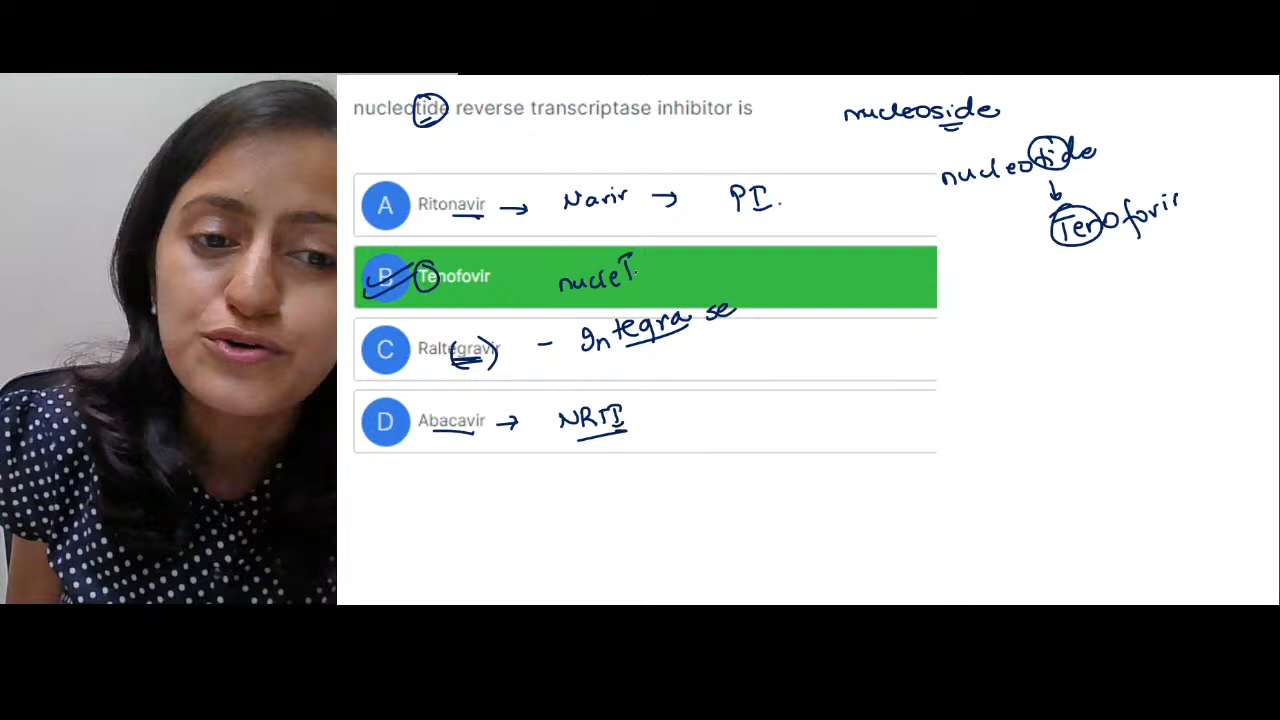 nucleotide reverse transcriptase inhibitor is
nucleoside
nucleotide
↓
Tenofovir
A Ritonavir → Navir → PI.
B Tenofovir nucleT
C Raltegravir - Integrase
D Abacavir → NRTI